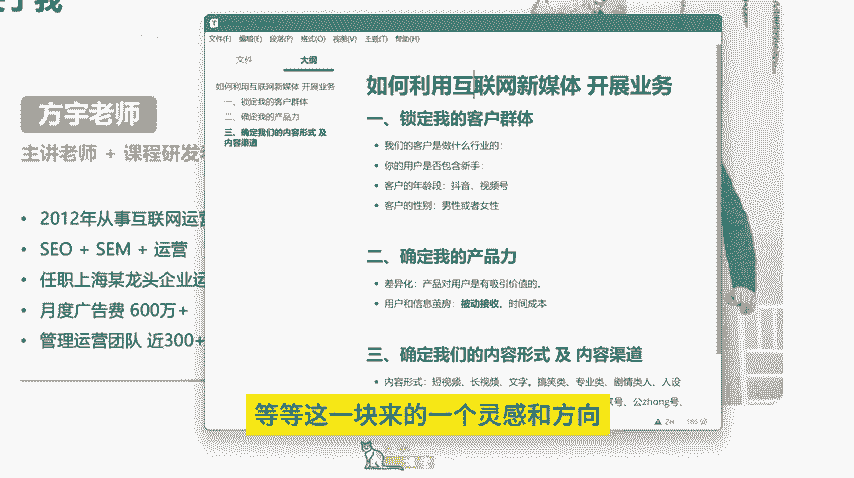 方宇老师
主讲老师 + 课程研发
• 2012年从事互联网运营
• SEO + SEM + 运营
• 任职上海某龙头企业运
• 月度广告费 600万+
• 管理运营团队 近300+
文件(F) 编辑(E) 段落(P) 格式(O) 视图(V) 主题(T) 帮助(H)
文件 大纲
如何利用互联网新媒体 开展业务
一、锁定我的客户群体
二、确定我的产品力
三、确定我们的内容形式 及
内容渠道
如何利用互联网新媒体 开展业务
一、锁定我的客户群体
• 我们的客户是做什么行业的：
• 你的用户是否包含新手：
• 客户的年龄段：抖音、视频号
• 客户的性别：男性或者女性
二、确定我的产品力
• 差异化：产品对用户是有吸引价值的。
• 用户和信息茧房：被动接收，时间成本
三、确定我们的内容形式 及 内容渠道
• 内容形式：短视频、长视频、文字。搞笑类、专业类、剧情类人、人设
号、公zhang号、
等等这一块来的一个灵感和方向